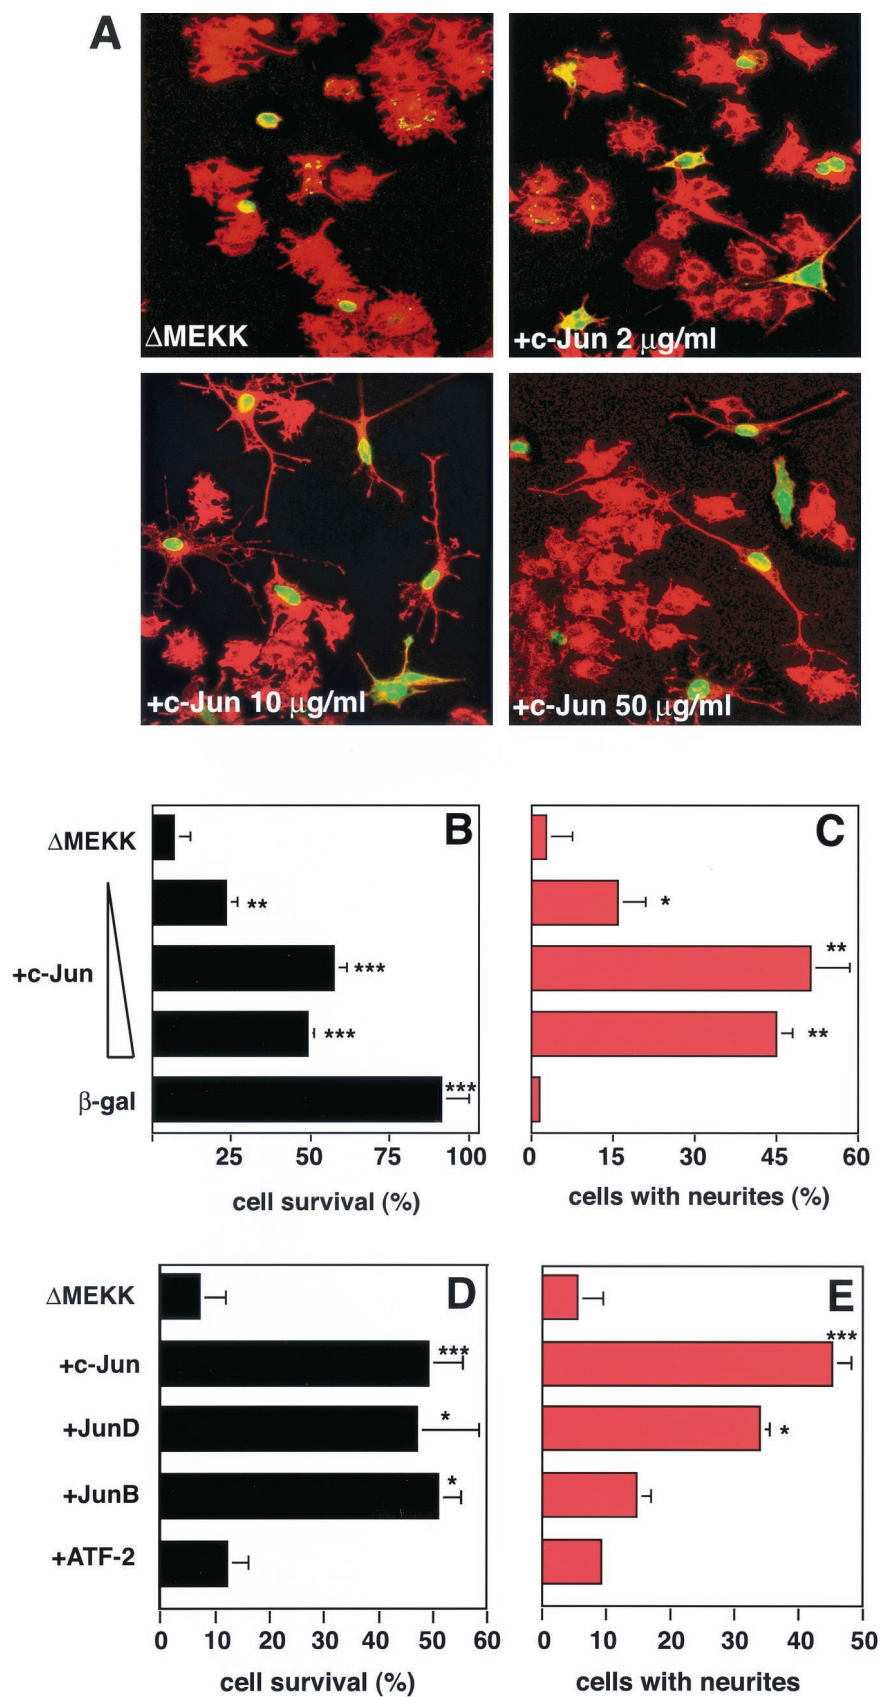 A
ΔMEKK
+c-Jun 2 μg/ml
+c-Jun 10 μg/ml
+c-Jun 50 μg/ml
B
C
ΔMEKK
+c-Jun
β-gal
**
***
***
***
*
**
**
25 50 75 100
0 15 30 45 60
cell survival (%)
cells with neurites (%)
D
E
ΔMEKK
+c-Jun
+JunD
+JunB
+ATF-2
***
*
*
***
*
0 10 20 30 40 50 60
0 10 20 30 40 50
cell survival (%)
cells with neurites